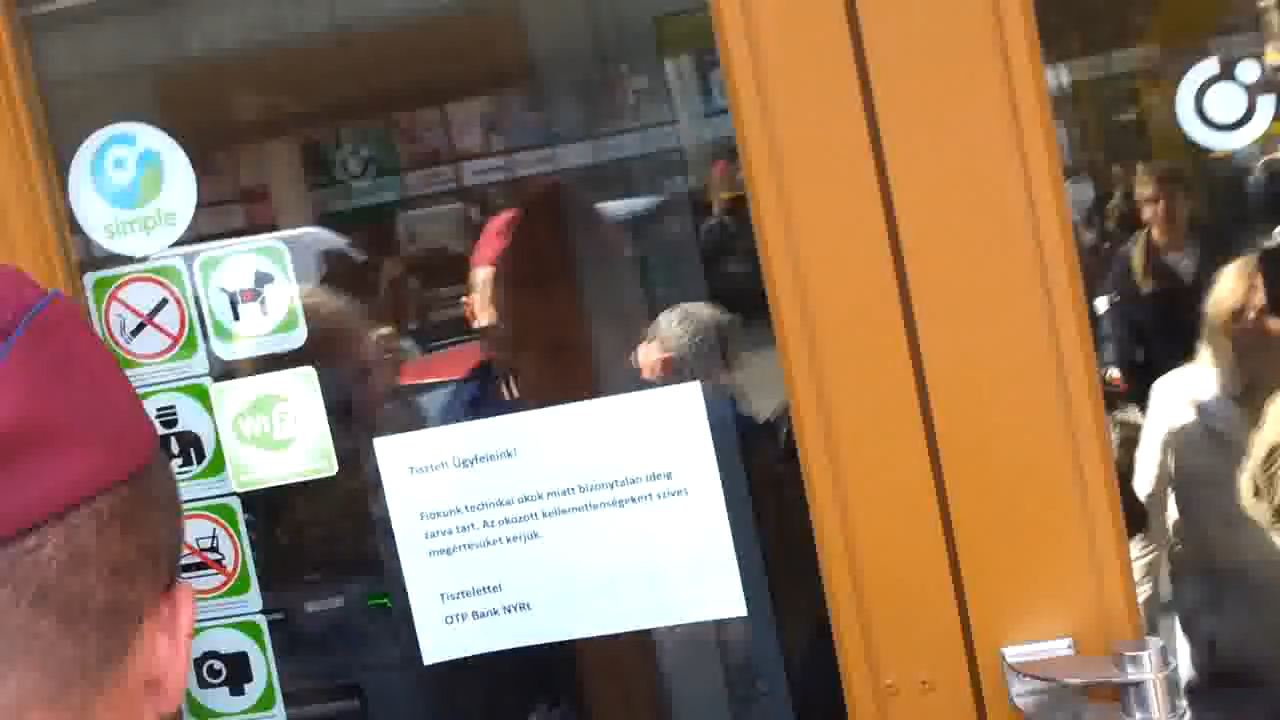 simple
WiFi
Tisztelt Ügyfeleink!
Fiókunk technikai okok miatt bizonytalan ideig
zárva tart. Az okozott kellemetlenségekért szíves
megértésüket kérjük.
Tisztelettel
OTP Bank NYRt